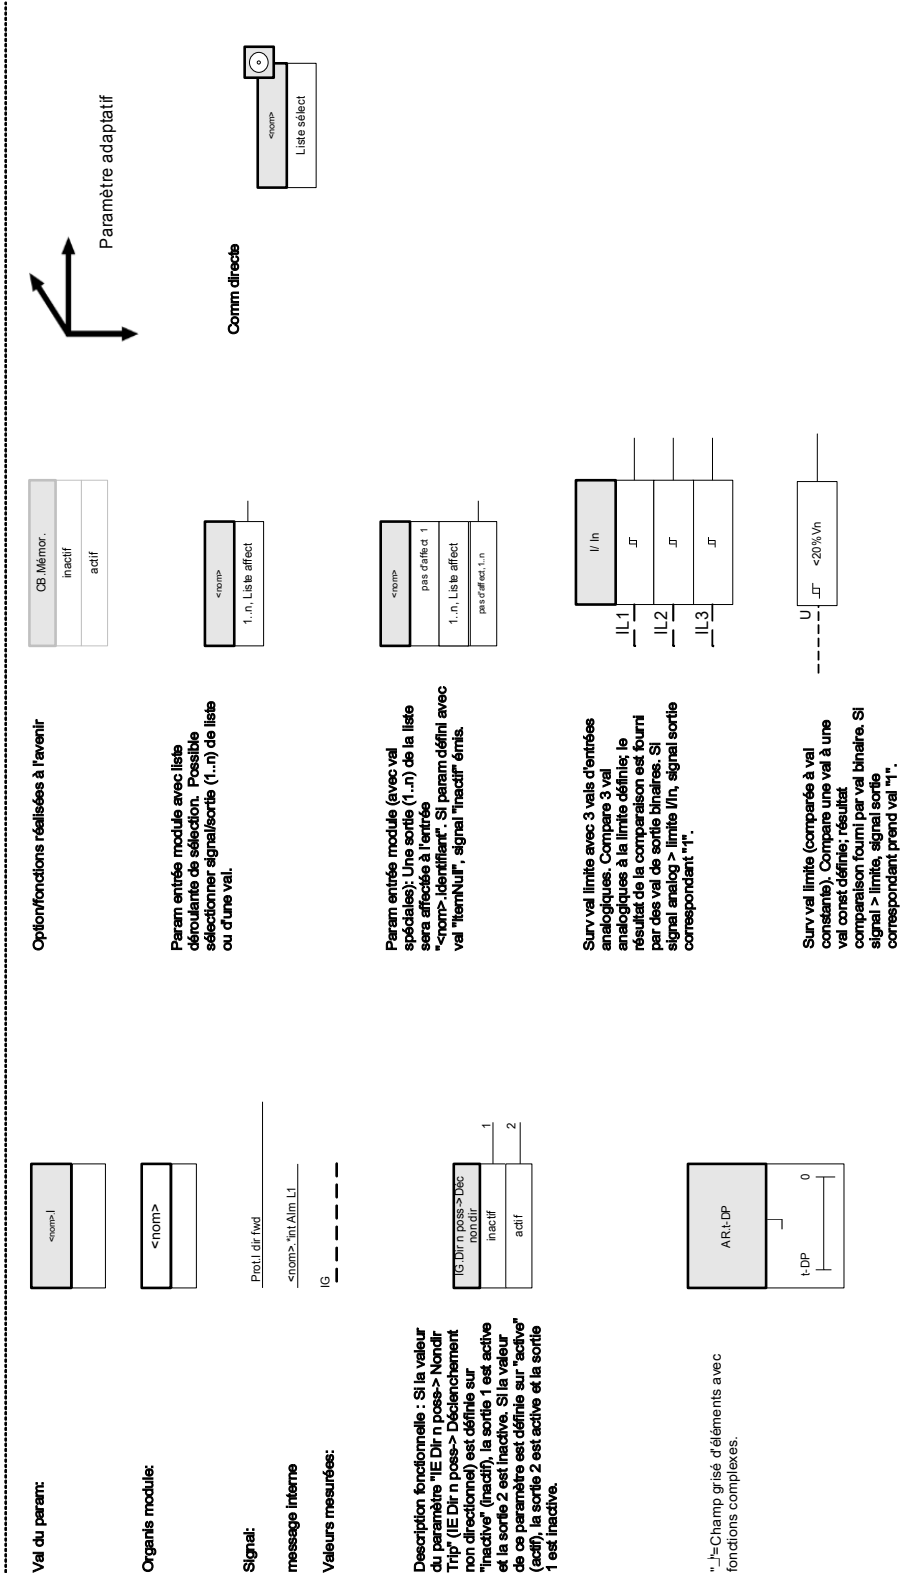 Val du param:
<nom>.I
Organis module:
<nom>
Signal:
Prot.I dir fwd
message interne
<nom>.*int Alm L1
Valeurs mesurées:
IG
Description fonctionnelle : Si la valeur
du paramètre "IE Dir n poss-> Nondir
Trip" (IE Dir n poss-> Déclenchement
non directionnel) est définie sur
"inactive" (inactif), la sortie 1 est active
et la sortie 2 est inactive. Si la valeur
de ce paramètre est définie sur "active"
(actif), la sortie 2 est active et la sortie
1 est inactive.
IG.Dir n poss->Déc
non dir
inactif
1
actif
2
"_|"=Champ grisé d'éléments avec
fonctions complexes.
AR.t-DP
t-DP
0
Option/fonctions réalisées à l'avenir
CB.Mémor.
inactif
actif
Param entrée module avec liste
déroulante de sélection. Possible
sélectionner signal/sortie (1..n) de liste
ou d'une val.
<nom>
1..n, Liste affect
Param entrée module (avec val
spéciales): Une sortie (1..n) de la liste
sera affectée à l'entrée
"<nom>.Identifiant". Si param défini avec
val "ItemNull", signal "inactif" émis.
<nom>
pas d'affect 1
1..n, Liste affect
pas d'affect, 1..n
Surv val limite avec 3 vals d'entrées
analogiques. Compare 3 val
analogiques à la limite définie; le
résultat de la comparaison est fourni
par des val de sortie binaires. Si
signal analog > limite I/In, signal sortie
correspondant "1".
I/ In
IL1
IL2
IL3
Surv val limite (comparée à val
constante). Compare une val à une
val const définie; résultat
comparaison fourni par val binaire. Si
signal > limite, signal sortie
correspondant prend val "1".
U
<20%Vn
Paramètre adaptatif
Comm directe
<nom>
Liste sélect